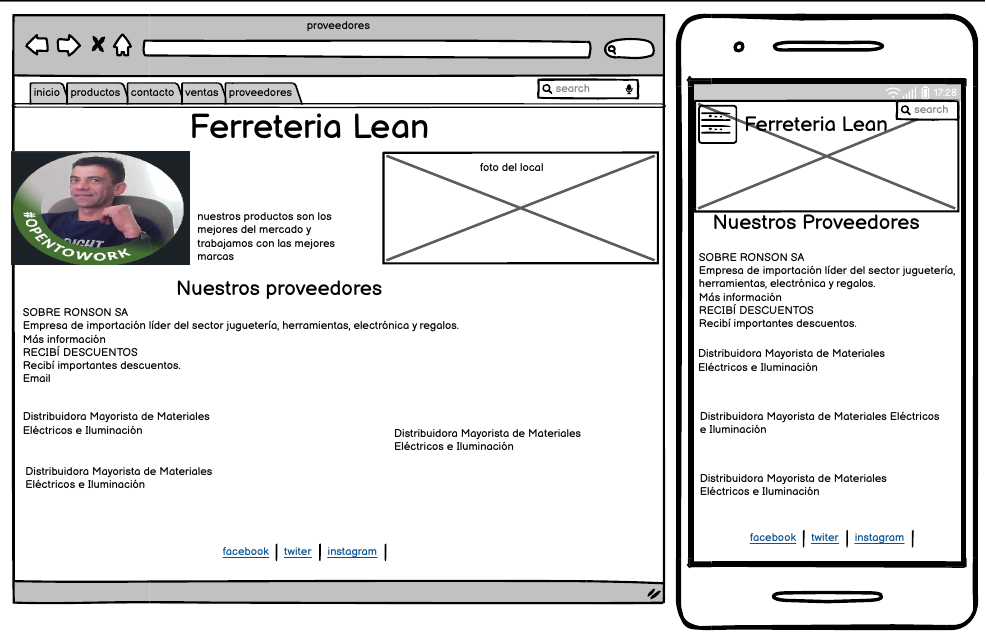 proveedores
inicio productos contacto ventas proveedores
search
Ferreteria Lean
#OPENTOWORK
nuestros productos son los
mejores del mercado y
trabajamos con las mejores
marcas
foto del local
Nuestros proveedores
SOBRE RONSON SA
Empresa de importación líder del sector juguetería, herramientas, electrónica y regalos.
Más información
RECIBÍ DESCUENTOS
Recibí importantes descuentos.
Email
Distribuidora Mayorista de Materiales
Eléctricos e Iluminación
Distribuidora Mayorista de Materiales
Eléctricos e Iluminación
Distribuidora Mayorista de Materiales
Eléctricos e Iluminación
facebook twiter instagram
17:28
search
Ferreteria Lean
Nuestros Proveedores
SOBRE RONSON SA
Empresa de importación líder del sector juguetería,
herramientas, electrónica y regalos.
Más información
RECIBÍ DESCUENTOS
Recibí importantes descuentos.
Distribuidora Mayorista de Materiales
Eléctricos e Iluminación
Distribuidora Mayorista de Materiales Eléctricos
e Iluminación
Distribuidora Mayorista de Materiales
Eléctricos e Iluminación
facebook twiter instagram